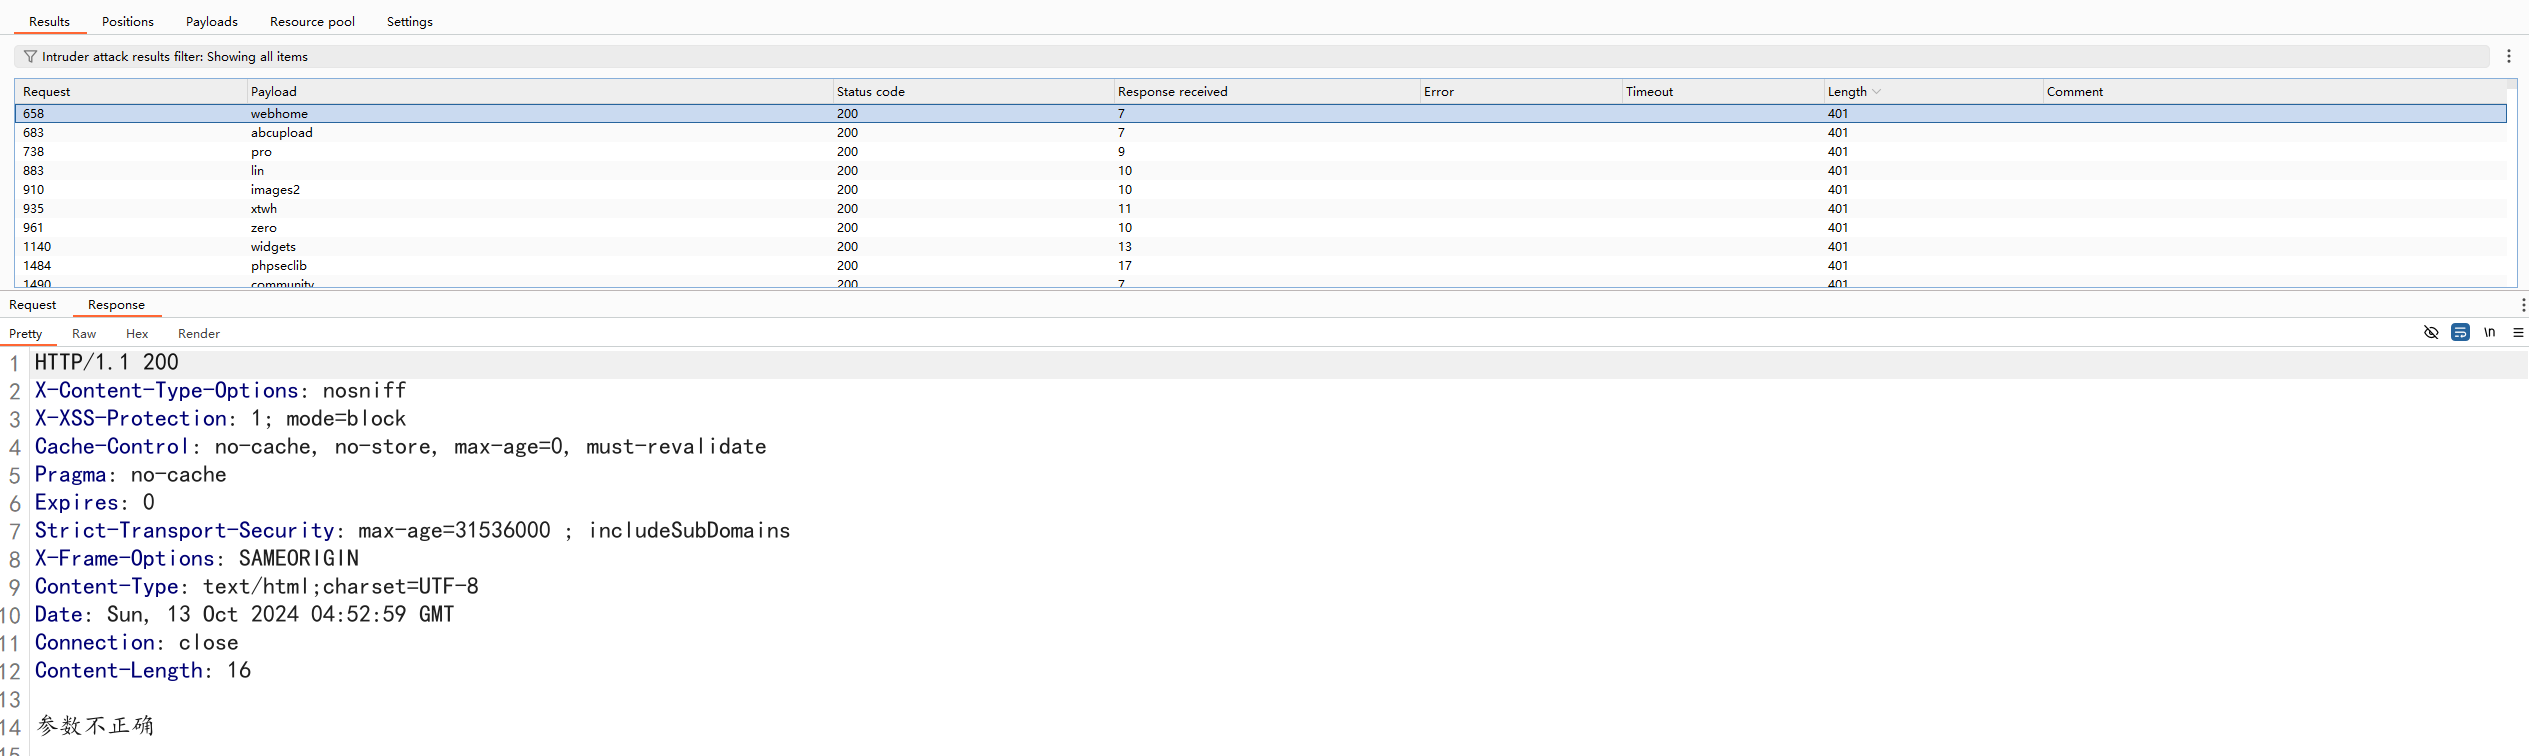 Results Positions Payloads Resource pool Settings
Intruder attack results filter: Showing all items
Request Payload Status code Response received Error Timeout Length Comment
658 webhome 200 7 401
683 abcupload 200 7 401
738 pro 200 9 401
883 lin 200 10 401
910 images2 200 10 401
935 xtwh 200 11 401
961 zero 200 10 401
1140 widgets 200 13 401
1484 phpseclib 200 17 401
1490 community 200 7 401
Request Response
Pretty Raw Hex Render \n
1 HTTP/1.1 200
2 X-Content-Type-Options: nosniff
3 X-XSS-Protection: 1; mode=block
4 Cache-Control: no-cache, no-store, max-age=0, must-revalidate
5 Pragma: no-cache
6 Expires: 0
7 Strict-Transport-Security: max-age=31536000 ; includeSubDomains
8 X-Frame-Options: SAMEORIGIN
9 Content-Type: text/html;charset=UTF-8
10 Date: Sun, 13 Oct 2024 04:52:59 GMT
11 Connection: close
12 Content-Length: 16
13
14 参数不正确
15